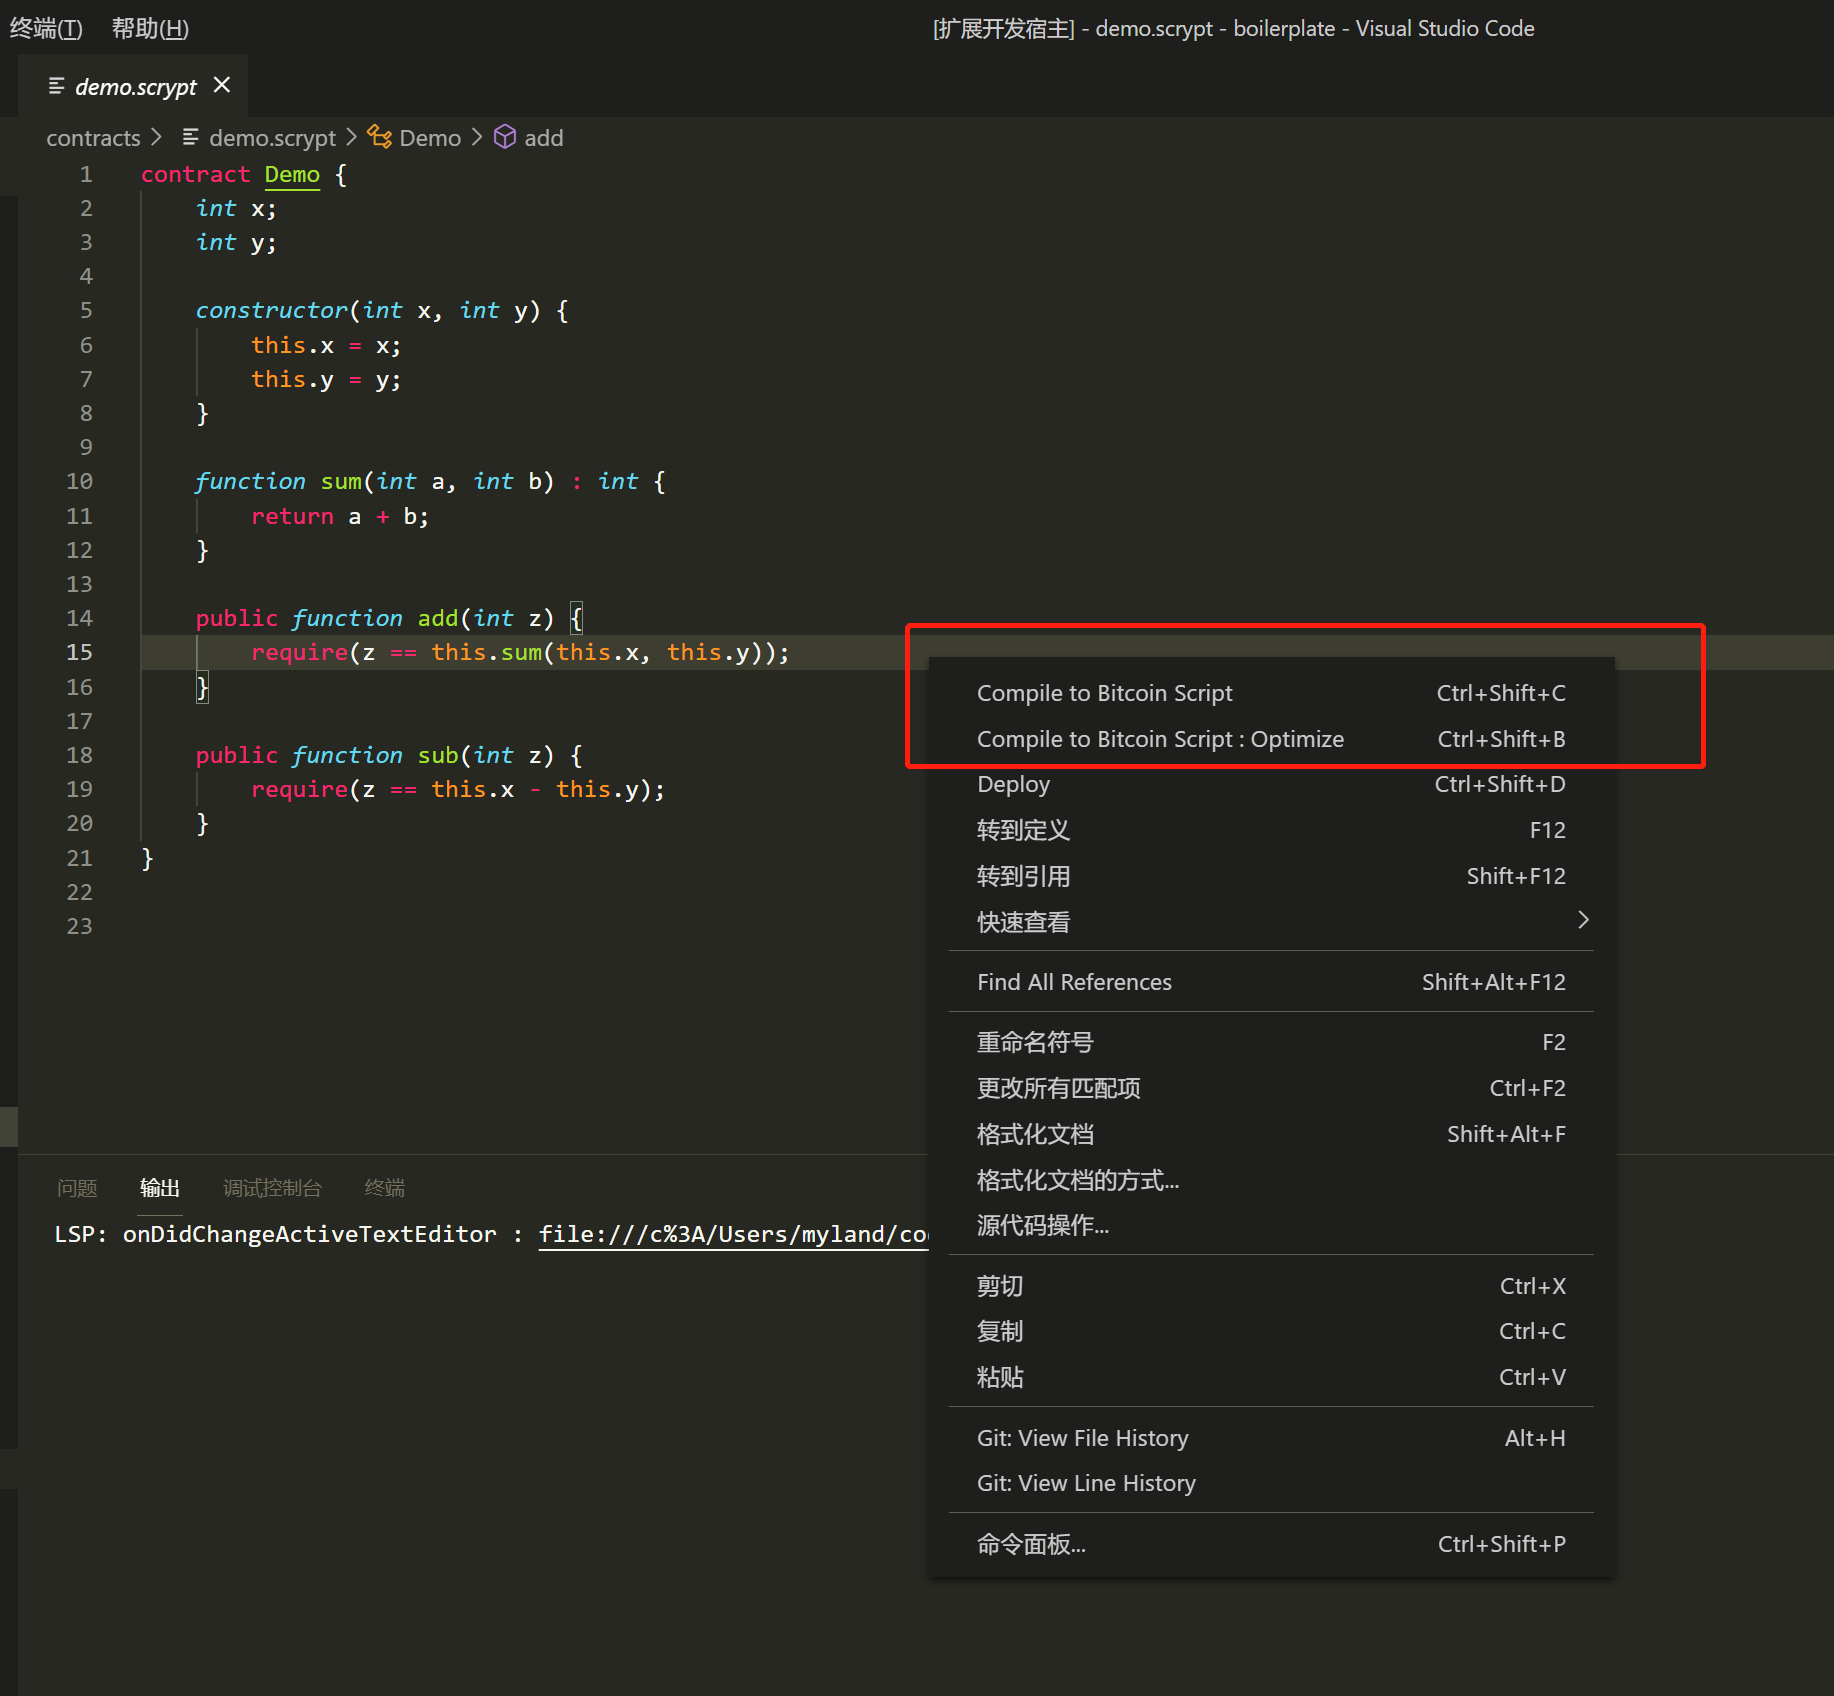 终端(T) 帮助(H) [扩展开发宿主] - demo.scrypt - boilerplate - Visual Studio Code
demo.scrypt
contracts > demo.scrypt > Demo > add
1 contract Demo {
2 int x;
3 int y;
4
5 constructor(int x, int y) {
6 this.x = x;
7 this.y = y;
8 }
9
10 function sum(int a, int b) : int {
11 return a + b;
12 }
13
14 public function add(int z) {
15 require(z == this.sum(this.x, this.y));
16 }
17
18 public function sub(int z) {
19 require(z == this.x - this.y);
20 }
21 }
22
23
Compile to Bitcoin Script Ctrl+Shift+C
Compile to Bitcoin Script : Optimize Ctrl+Shift+B
Deploy Ctrl+Shift+D
转到定义 F12
转到引用 Shift+F12
快速查看
Find All References Shift+Alt+F12
重命名符号 F2
更改所有匹配项 Ctrl+F2
格式化文档 Shift+Alt+F
格式化文档的方式...
源代码操作...
剪切 Ctrl+X
复制 Ctrl+C
粘贴 Ctrl+V
Git: View File History Alt+H
Git: View Line History
命令面板... Ctrl+Shift+P
问题 输出 调试控制台 终端
LSP: onDidChangeActiveTextEditor : file:///c%3A/Users/myland/co